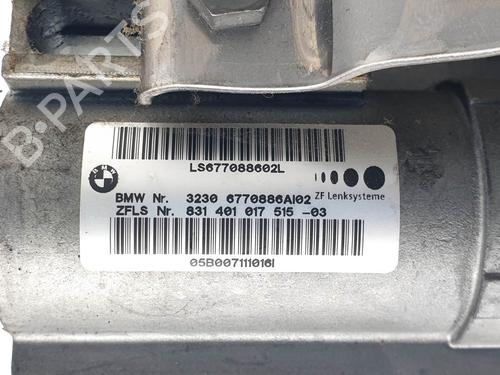 B-PARTS
LS677088602L
BMW Nr. 3230 6770886AI02
ZF Lenksysteme
ZFLS Nr. 831 401 017 515 -03
05B007111016I